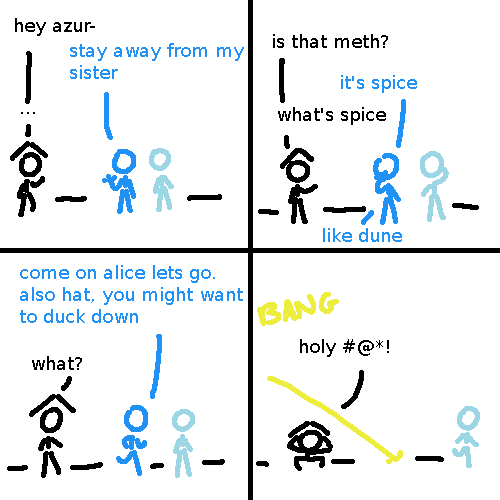 hey azur-
stay away from my
sister
...
is that meth?
it's spice
what's spice
like dune
come on alice lets go.
also hat, you might want
to duck down
what?
BANG
holy #@*!